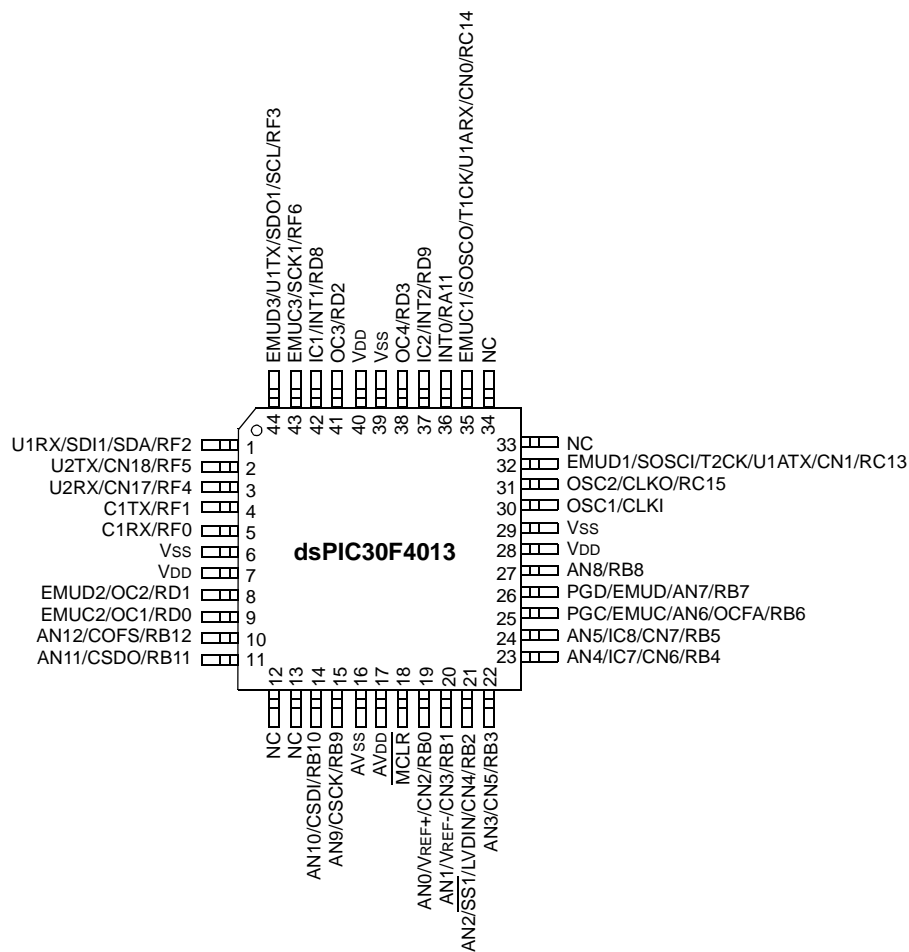 EMUD3/U1TX/SDO1/SCL/RF3
EMUC3/SCK1/RF6
IC1/INT1/RD8
OC3/RD2
VDD
VSS
OC4/RD3
IC2/INT2/RD9
INT0/RA11
EMUC1/SOSCO/T1CK/U1ARX/CN0/RC14
NC
44
43
42
41
40
39
38
37
36
35
34
U1RX/SDI1/SDA/RF2 1
U2TX/CN18/RF5 2
U2RX/CN17/RF4 3
C1TX/RF1 4
C1RX/RF0 5
VSS 6
VDD 7
EMUD2/OC2/RD1 8
EMUC2/OC1/RD0 9
AN12/COFS/RB12 10
AN11/CSDO/RB11 11
dsPIC30F4013
33 NC
32 EMUD1/SOSCI/T2CK/U1ATX/CN1/RC13
31 OSC2/CLKO/RC15
30 OSC1/CLKI
29 VSS
28 VDD
27 AN8/RB8
26 PGD/EMUD/AN7/RB7
25 PGC/EMUC/AN6/OCFA/RB6
24 AN5/IC8/CN7/RB5
23 AN4/IC7/CN6/RB4
12
13
14
15
16
17
18
19
20
21
22
NC
NC
AN10/CSDI/RB10
AN9/CSCK/RB9
AVSS
AVDD
MCLR
AN0/VREF+/CN2/RB0
AN1/VREF-/CN3/RB1
AN2/SS1/LVDIN/CN4/RB2
AN3/CN5/RB3